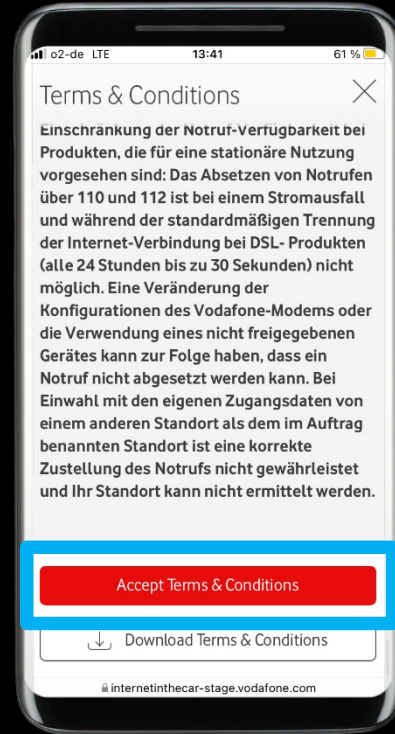 o2-de LTE 13:41 61 %
Terms & Conditions
Einschränkung der Notruf-Verfügbarkeit bei
Produkten, die für eine stationäre Nutzung
vorgesehen sind: Das Absetzen von Notrufen
über 110 und 112 ist bei einem Stromausfall
und während der standardmäßigen Trennung
der Internet-Verbindung bei DSL- Produkten
(alle 24 Stunden bis zu 30 Sekunden) nicht
möglich. Eine Veränderung der
Konfigurationen des Vodafone-Modems oder
die Verwendung eines nicht freigegebenen
Gerätes kann zur Folge haben, dass ein
Notruf nicht abgesetzt werden kann. Bei
Einwahl mit den eigenen Zugangsdaten von
einem anderen Standort als dem im Auftrag
benannten Standort ist eine korrekte
Zustellung des Notrufs nicht gewährleistet
und Ihr Standort kann nicht ermittelt werden.
Accept Terms & Conditions
Download Terms & Conditions
internetinthecar-stage.vodafone.com